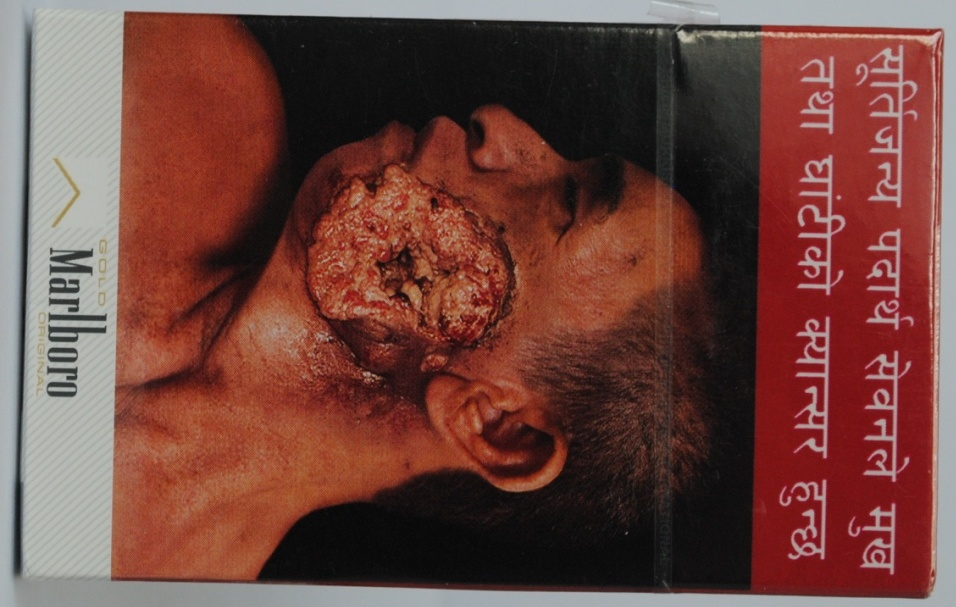 सूर्तिजन्य पदार्थ सेवनले मुख
तथा घांटीको क्यान्सर हुन्छ
GOLD
Marlboro
ORIGINAL